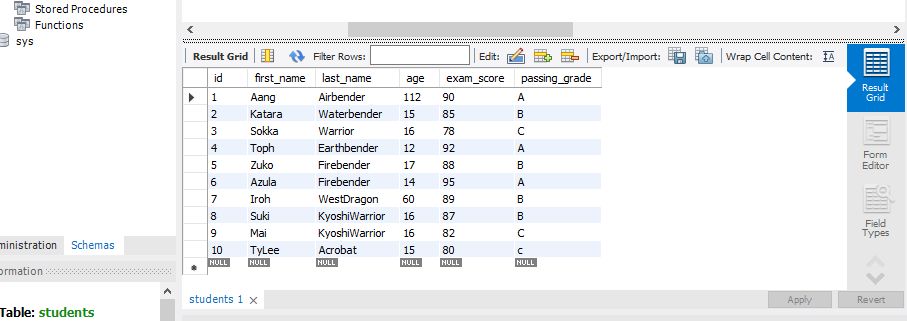 Stored Procedures
Functions
sys
Result Grid Filter Rows: Edit: Export/Import: Wrap Cell Content:
id first_name last_name age exam_score passing_grade
1 Aang Airbender 112 90 A
2 Katara Waterbender 15 85 B
3 Sokka Warrior 16 78 C
4 Toph Earthbender 12 92 A
5 Zuko Firebender 17 88 B
6 Azula Firebender 14 95 A
7 Iroh WestDragon 60 89 B
8 Suki KyoshiWarrior 16 87 B
9 Mai KyoshiWarrior 16 82 C
10 TyLee Acrobat 15 80 c
NULL NULL NULL NULL NULL NULL
Result
Grid
Form
Editor
Field
Types
ministration Schemas
formation
Table: students
students 1
Apply Revert